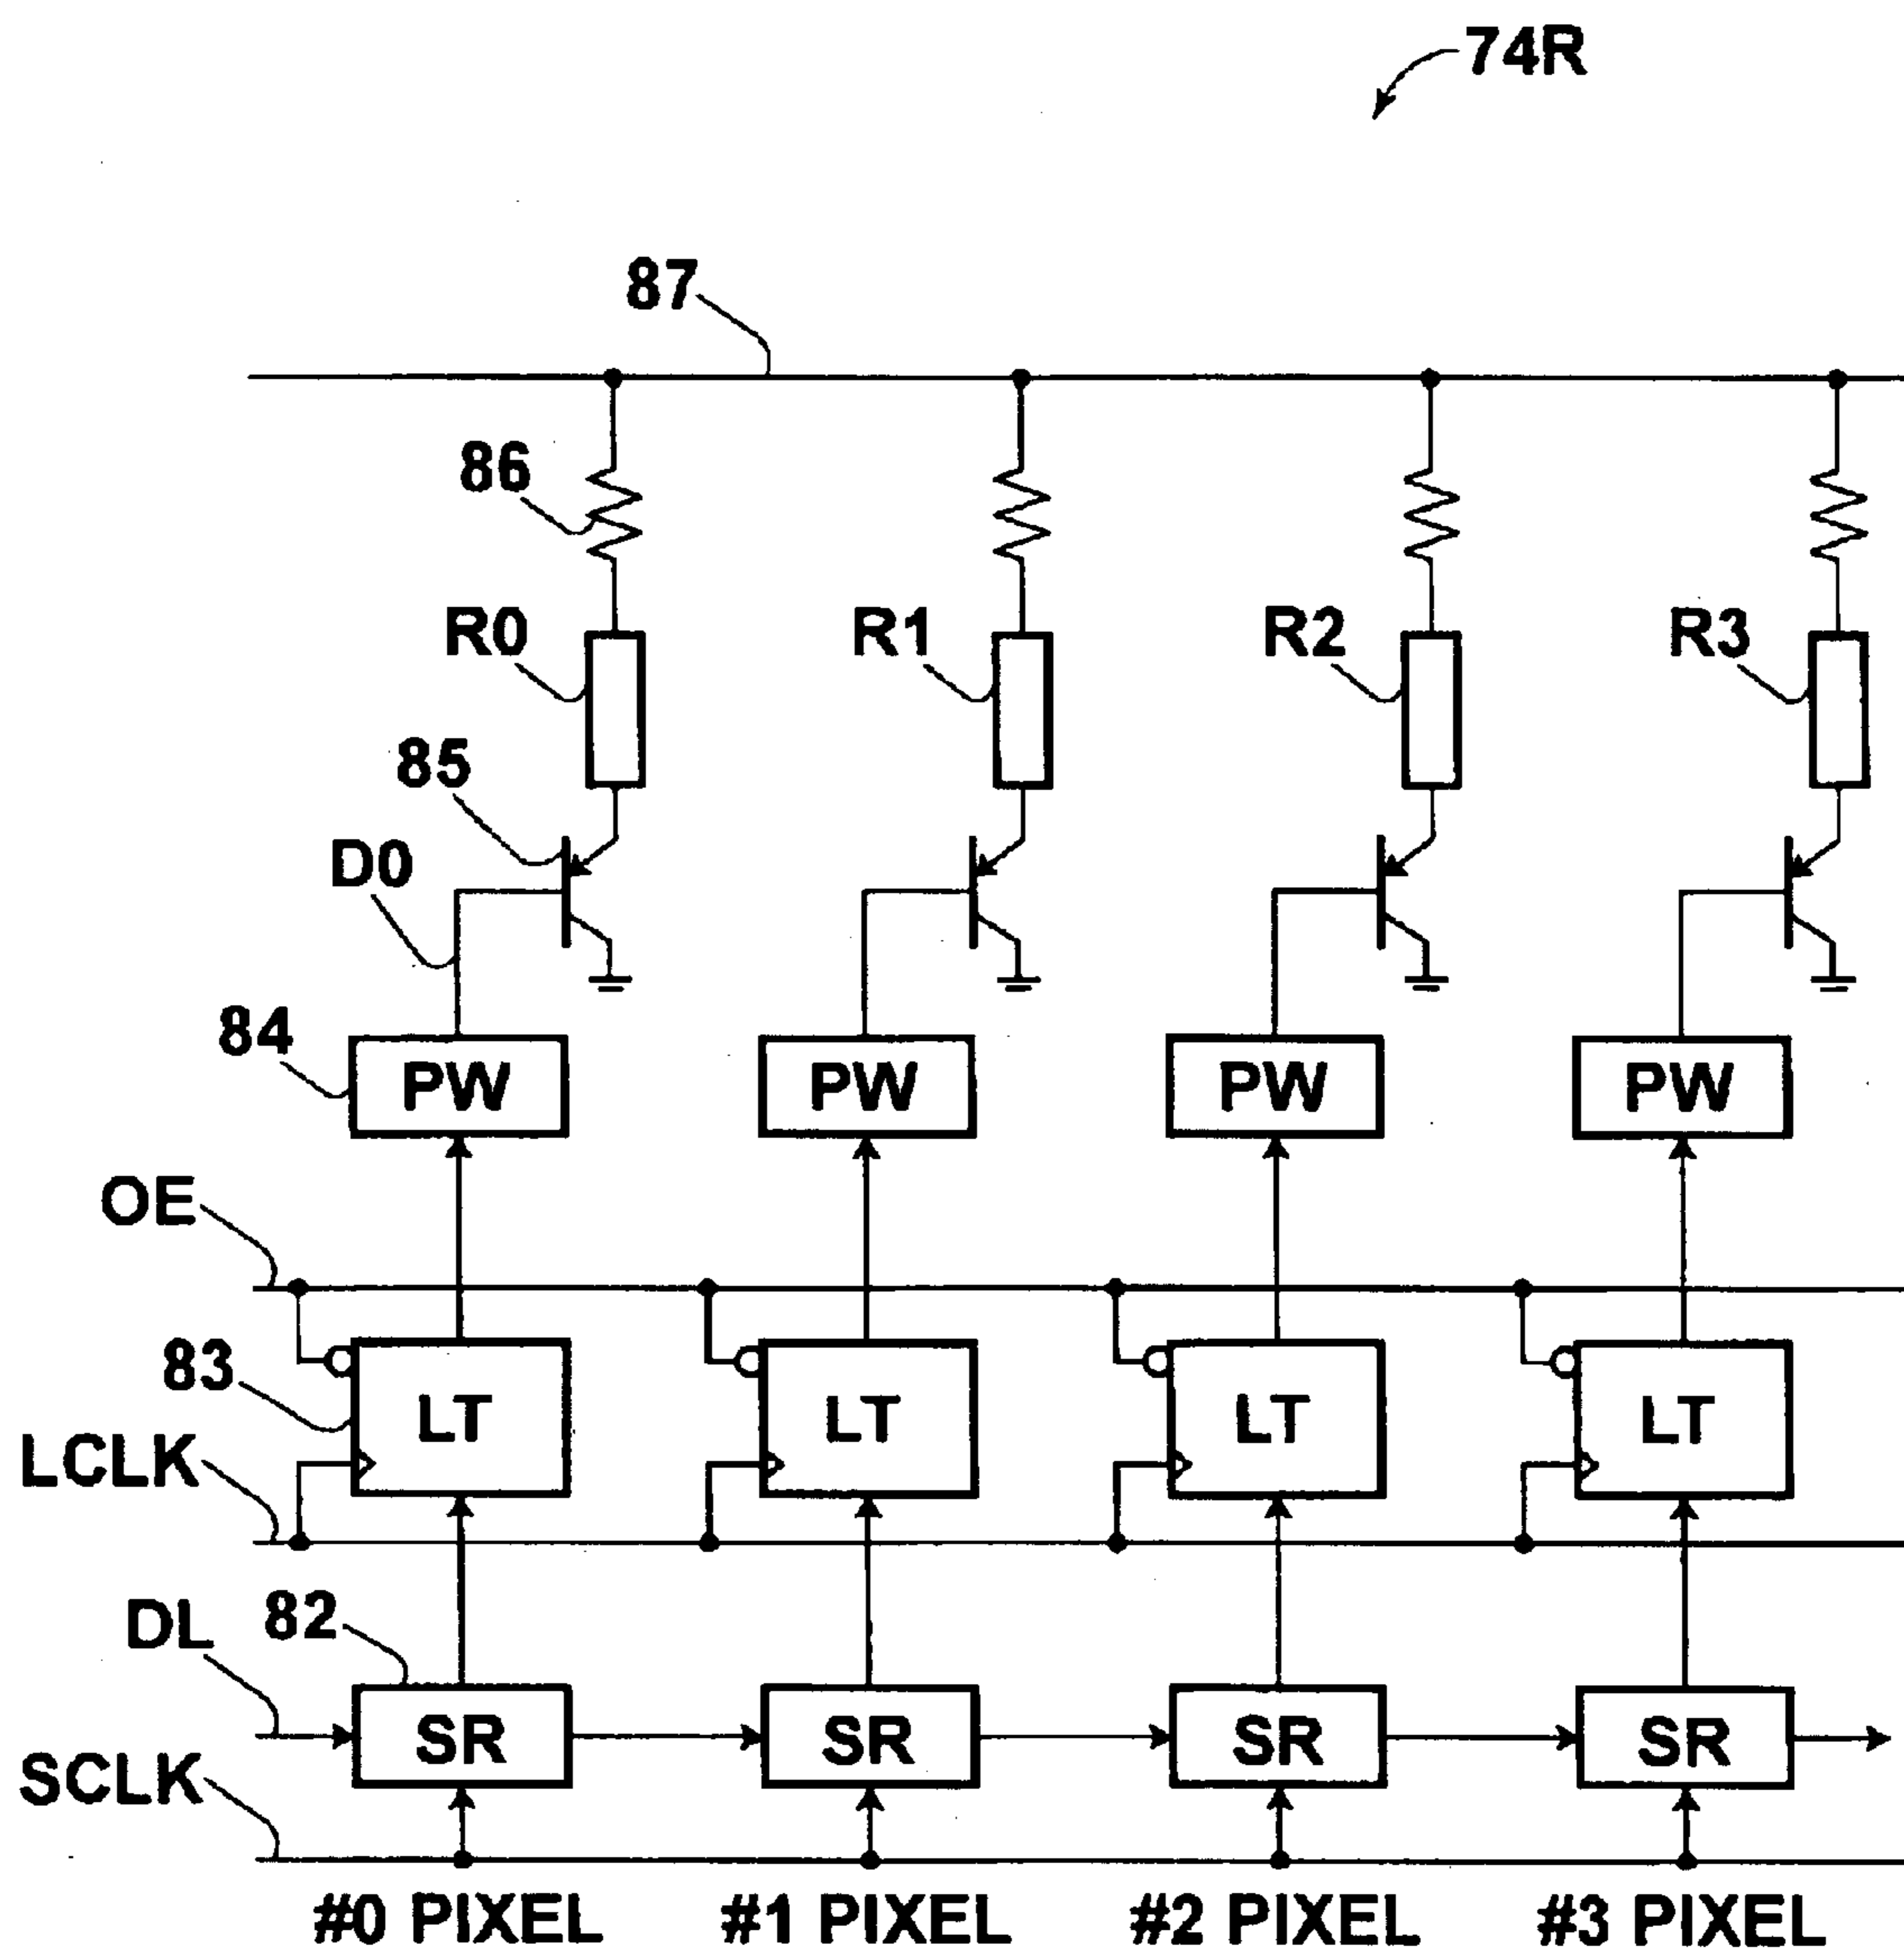 74R
87
86
R0 R1 R2 R3
85
D0
84
PW PW PW PW
OE
83
LT LT LT LT
LCLK
DL 82
SR SR SR SR
SCLK
#0 PIXEL #1 PIXEL #2 PIXEL #3 PIXEL